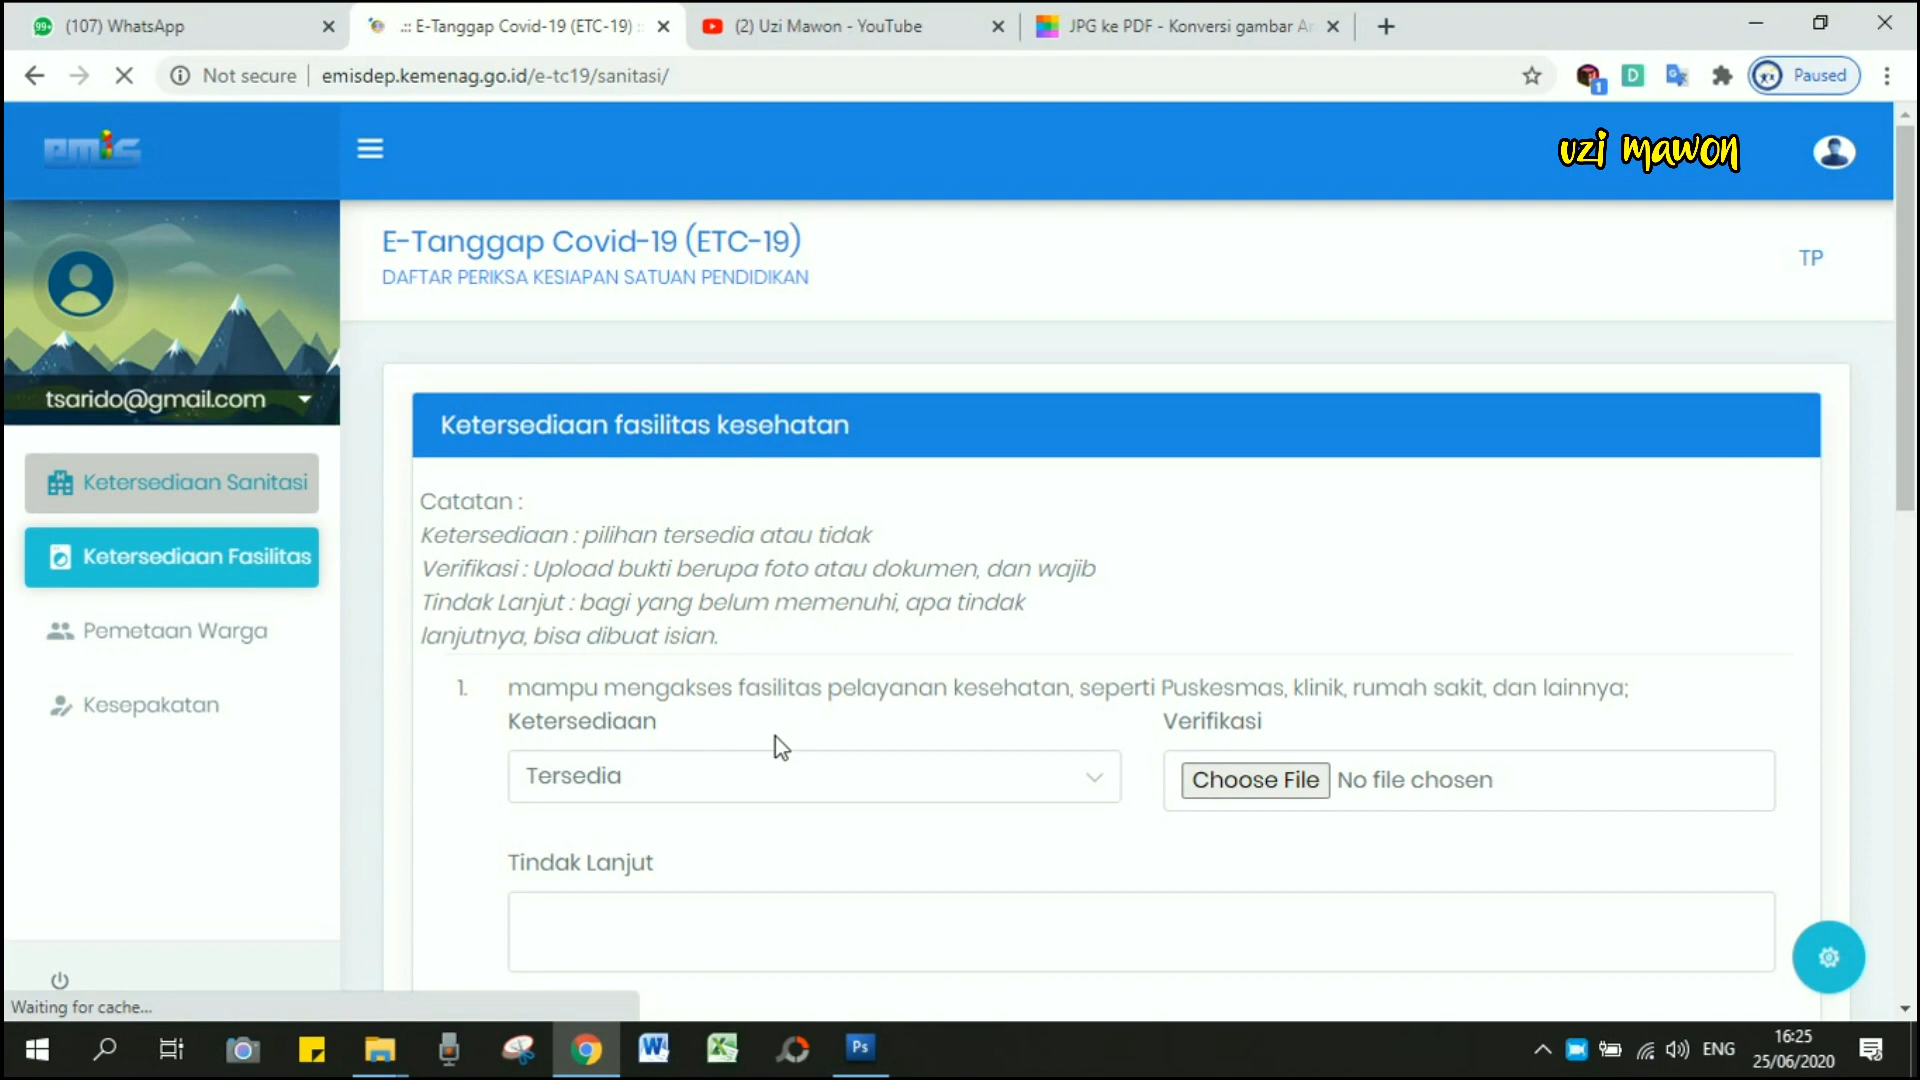 (107) WhatsApp
.:: E-Tanggap Covid-19 (ETC-19) :
(2) Uzi Mawon - YouTube
JPG ke PDF - Konversi gambar An
Not secure
emisdep.kemenag.go.id/e-tc19/sanitasi/
D
1
Paused
emis
uzi mawon
E-Tanggap Covid-19 (ETC-19)
DAFTAR PERIKSA KESIAPAN SATUAN PENDIDIKAN
TP
tsarido@gmail.com
Ketersediaan Sanitasi
Ketersediaan Fasilitas
Pemetaan Warga
Kesepakatan
Ketersediaan fasilitas kesehatan
Catatan :
Ketersediaan : pilihan tersedia atau tidak
Verifikasi : Upload bukti berupa foto atau dokumen, dan wajib
Tindak Lanjut : bagi yang belum memenuhi, apa tindak
lanjutnya, bisa dibuat isian.
1. mampu mengakses fasilitas pelayanan kesehatan, seperti Puskesmas, klinik, rumah sakit, dan lainnya;
Ketersediaan
Verifikasi
Tersedia
Choose File No file chosen
Tindak Lanjut
Waiting for cache...
Ps
ENG
16:25
25/06/2020